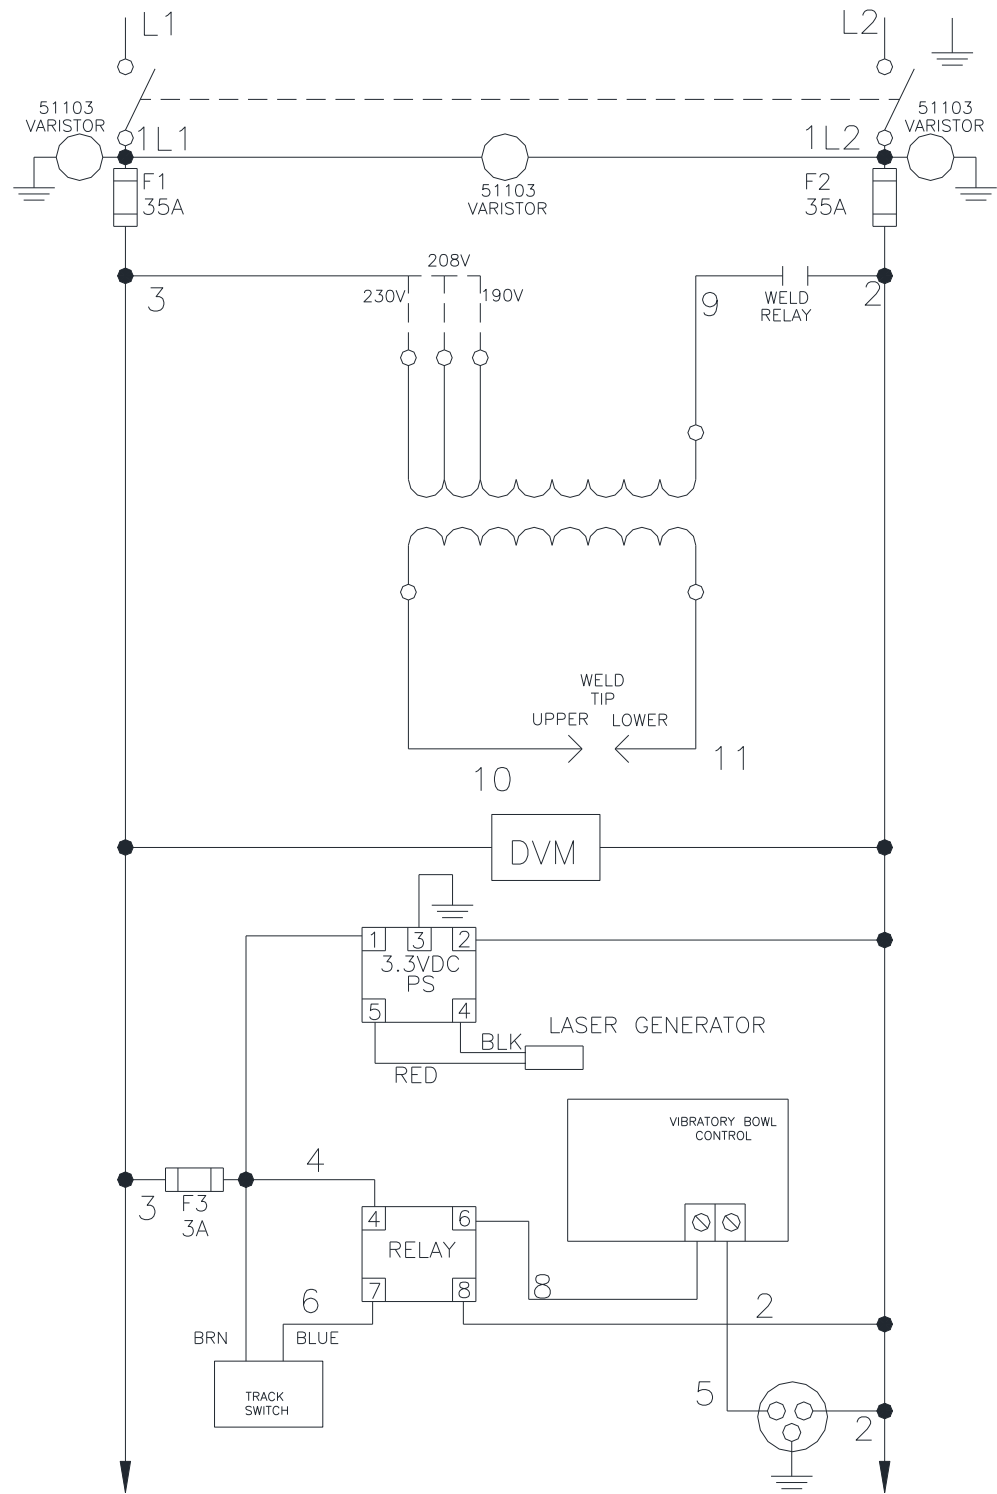 L1
L2
51103
VARISTOR
51103
VARISTOR
1L1
1L2
F1
35A
51103
VARISTOR
F2
35A
208V
230V
190V
3
9
WELD
RELAY
2
WELD
TIP
UPPER
LOWER
10
11
DVM
1
3
2
3.3VDC
PS
5
4
BLK
LASER GENERATOR
RED
VIBRATORY BOWL
CONTROL
4
3
F3
3A
4
6
RELAY
7
8
8
6
2
BRN
BLUE
TRACK
SWITCH
5
2